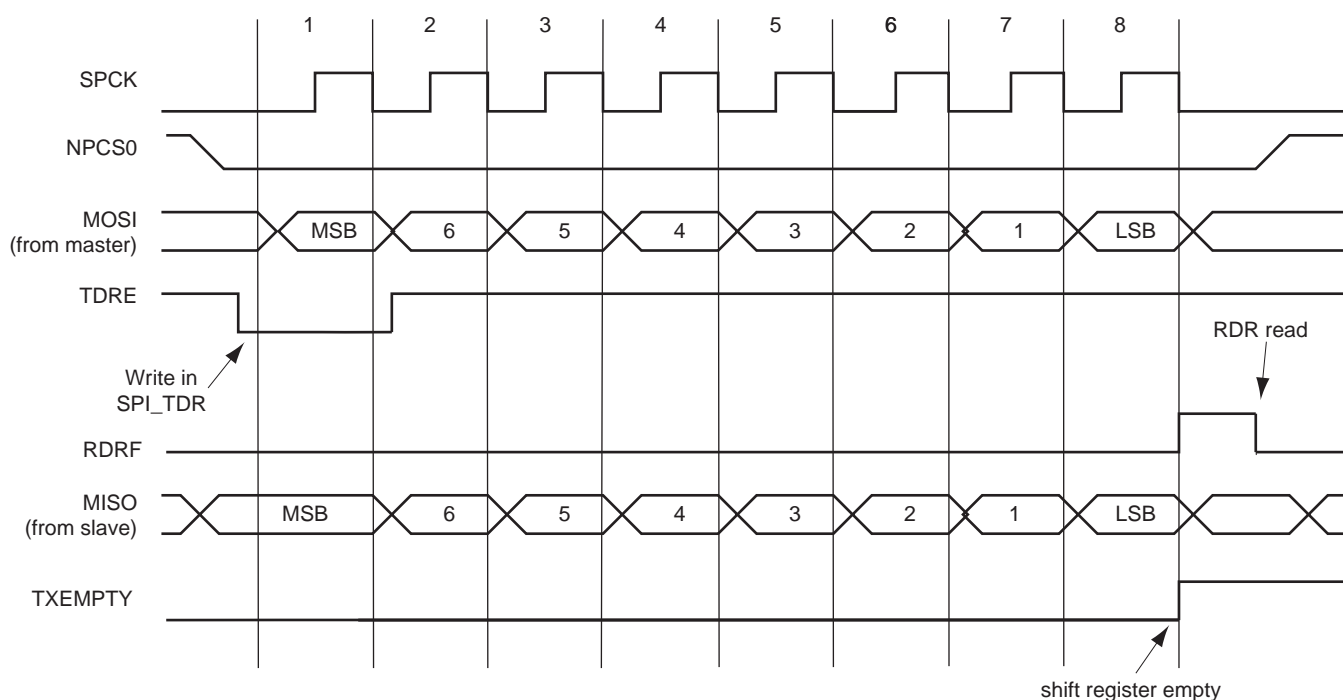 1 2 3 4 5 6 7 8
SPCK
NPCS0
MOSI
(from master)
MSB 6 5 4 3 2 1 LSB
TDRE
RDR read
Write in
SPI_TDR
RDRF
MISO
(from slave)
MSB 6 5 4 3 2 1 LSB
TXEMPTY
shift register empty